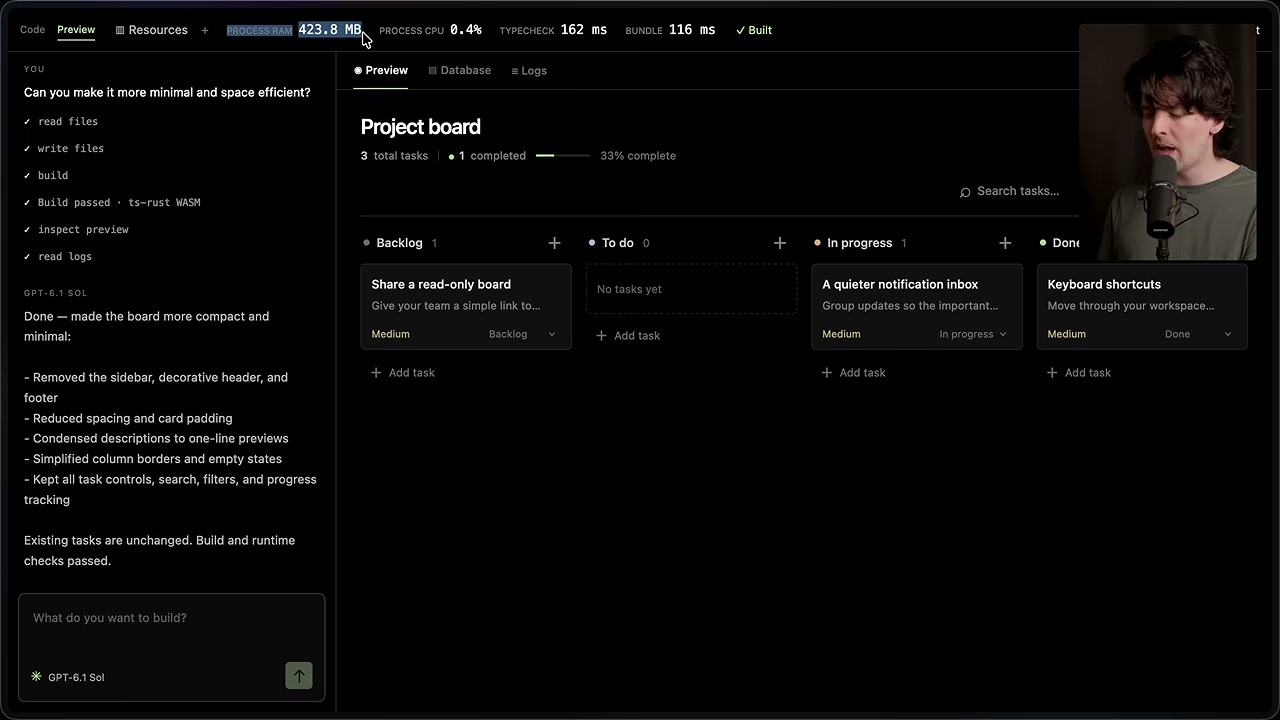 Code Preview Resources + PROCESS RAM 423.8 MB PROCESS CPU 0.4% TYPECHECK 162 ms BUNDLE 116 ms ✓ Built
YOU
Can you make it more minimal and space efficient?
✓ read files
✓ write files
✓ build
✓ Build passed · ts-rust WASM
✓ inspect preview
✓ read logs
GPT-6.1 SOL
Done — made the board more compact and
minimal:
- Removed the sidebar, decorative header, and
footer
- Reduced spacing and card padding
- Condensed descriptions to one-line previews
- Simplified column borders and empty states
- Kept all task controls, search, filters, and progress
tracking
Existing tasks are unchanged. Build and runtime
checks passed.
What do you want to build?
GPT-6.1 Sol
Preview Database Logs
Project board
3 total tasks 1 completed 33% complete
Search tasks...
Backlog 1
Share a read-only board
Give your team a simple link to...
Medium Backlog
+ Add task
To do 0
No tasks yet
+ Add task
In progress 1
A quieter notification inbox
Group updates so the important...
Medium In progress
+ Add task
Done
Keyboard shortcuts
Move through your workspace...
Medium Done
+ Add task